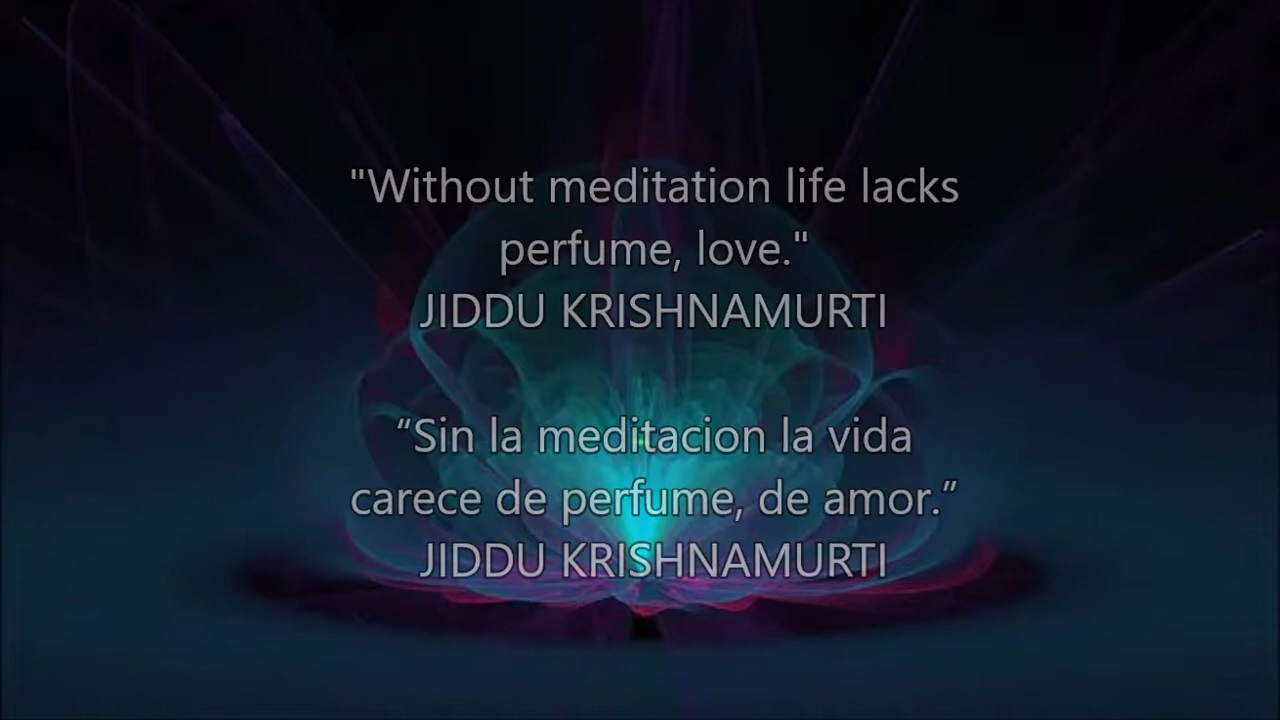 "Without meditation life lacks
perfume, love."
JIDDU KRISHNAMURTI
“Sin la meditacion la vida
carece de perfume, de amor.”
JIDDU KRISHNAMURTI